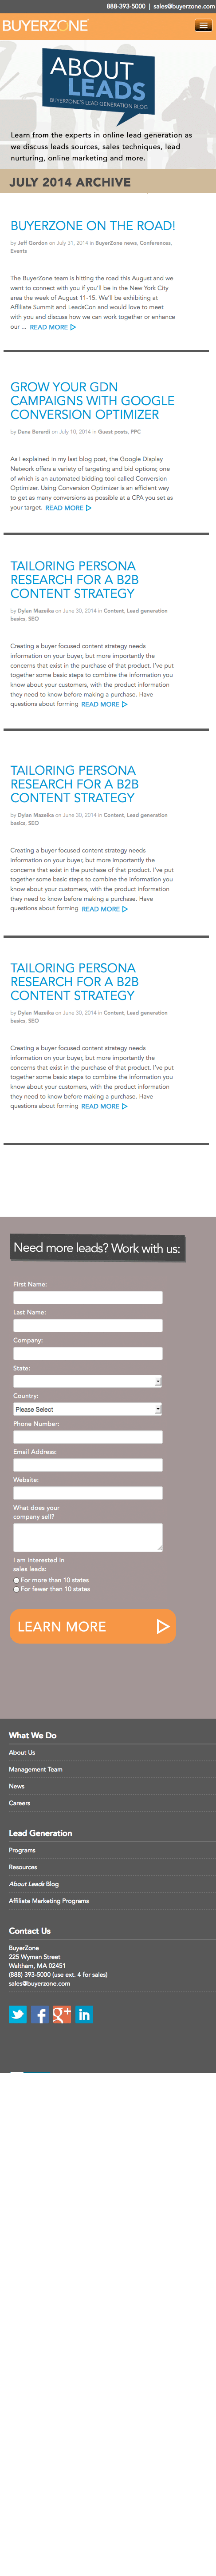 888-393-5000 | sales@buyerzone.com
BUYERZONE
ABOUT
LEADS
BUYERZONE'S LEAD GENERATION BLOG
Learn from the experts in online lead generation as
we discuss leads sources, sales techniques, lead
nurturing, online marketing and more.
JULY 2014 ARCHIVE
BUYERZONE ON THE ROAD!
by Jeff Gordon on July 31, 2014 in BuyerZone news, Conferences,
Events
The BuyerZone team is hitting the road this August and we
want to connect with you if you'll be in the New York City
area the week of August 11-15. We'll be exhibiting at
Affiliate Summit and LeadsCon and would love to meet
with you and discuss how we can work together or enhance
our ... READ MORE
GROW YOUR GDN
CAMPAIGNS WITH GOOGLE
CONVERSION OPTIMIZER
by Dana Berardi on July 10, 2014 in Guest posts, PPC
As I explained in my last blog post, the Google Display
Network offers a variety of targeting and bid options; one
of which is an automated bidding tool called Conversion
Optimizer. Using Conversion Optimizer is an efficient way
to get as many conversions as possible at a CPA you set as
your target. READ MORE
TAILORING PERSONA
RESEARCH FOR A B2B
CONTENT STRATEGY
by Dylan Mazeika on June 30, 2014 in Content, Lead generation
basics, SEO
Creating a buyer focused content strategy needs
information on your buyer, but more importantly the
concerns that exist in the purchase of that product. I've put
together some basic steps to combine the information you
know about your customers, with the product information
they need to know before making a purchase. Have
questions about forming READ MORE
TAILORING PERSONA
RESEARCH FOR A B2B
CONTENT STRATEGY
by Dylan Mazeika on June 30, 2014 in Content, Lead generation
basics, SEO
Creating a buyer focused content strategy needs
information on your buyer, but more importantly the
concerns that exist in the purchase of that product. I've put
together some basic steps to combine the information you
know about your customers, with the product information
they need to know before making a purchase. Have
questions about forming READ MORE
TAILORING PERSONA
RESEARCH FOR A B2B
CONTENT STRATEGY
by Dylan Mazeika on June 30, 2014 in Content, Lead generation
basics, SEO
Creating a buyer focused content strategy needs
information on your buyer, but more importantly the
concerns that exist in the purchase of that product. I've put
together some basic steps to combine the information you
know about your customers, with the product information
they need to know before making a purchase. Have
questions about forming READ MORE
Need more leads? Work with us:
First Name:
Last Name:
Company:
State:
Country:
Please Select
Phone Number:
Email Address:
Website:
What does your
company sell?
I am interested in
sales leads:
For more than 10 states
For fewer than 10 states
LEARN MORE
What We Do
About Us
Management Team
News
Careers
Lead Generation
Programs
Resources
About Leads Blog
Affiliate Marketing Programs
Contact Us
BuyerZone
225 Wyman Street
Waltham, MA 02451
(888) 393-5000 (use ext. 4 for sales)
sales@buyerzone.com